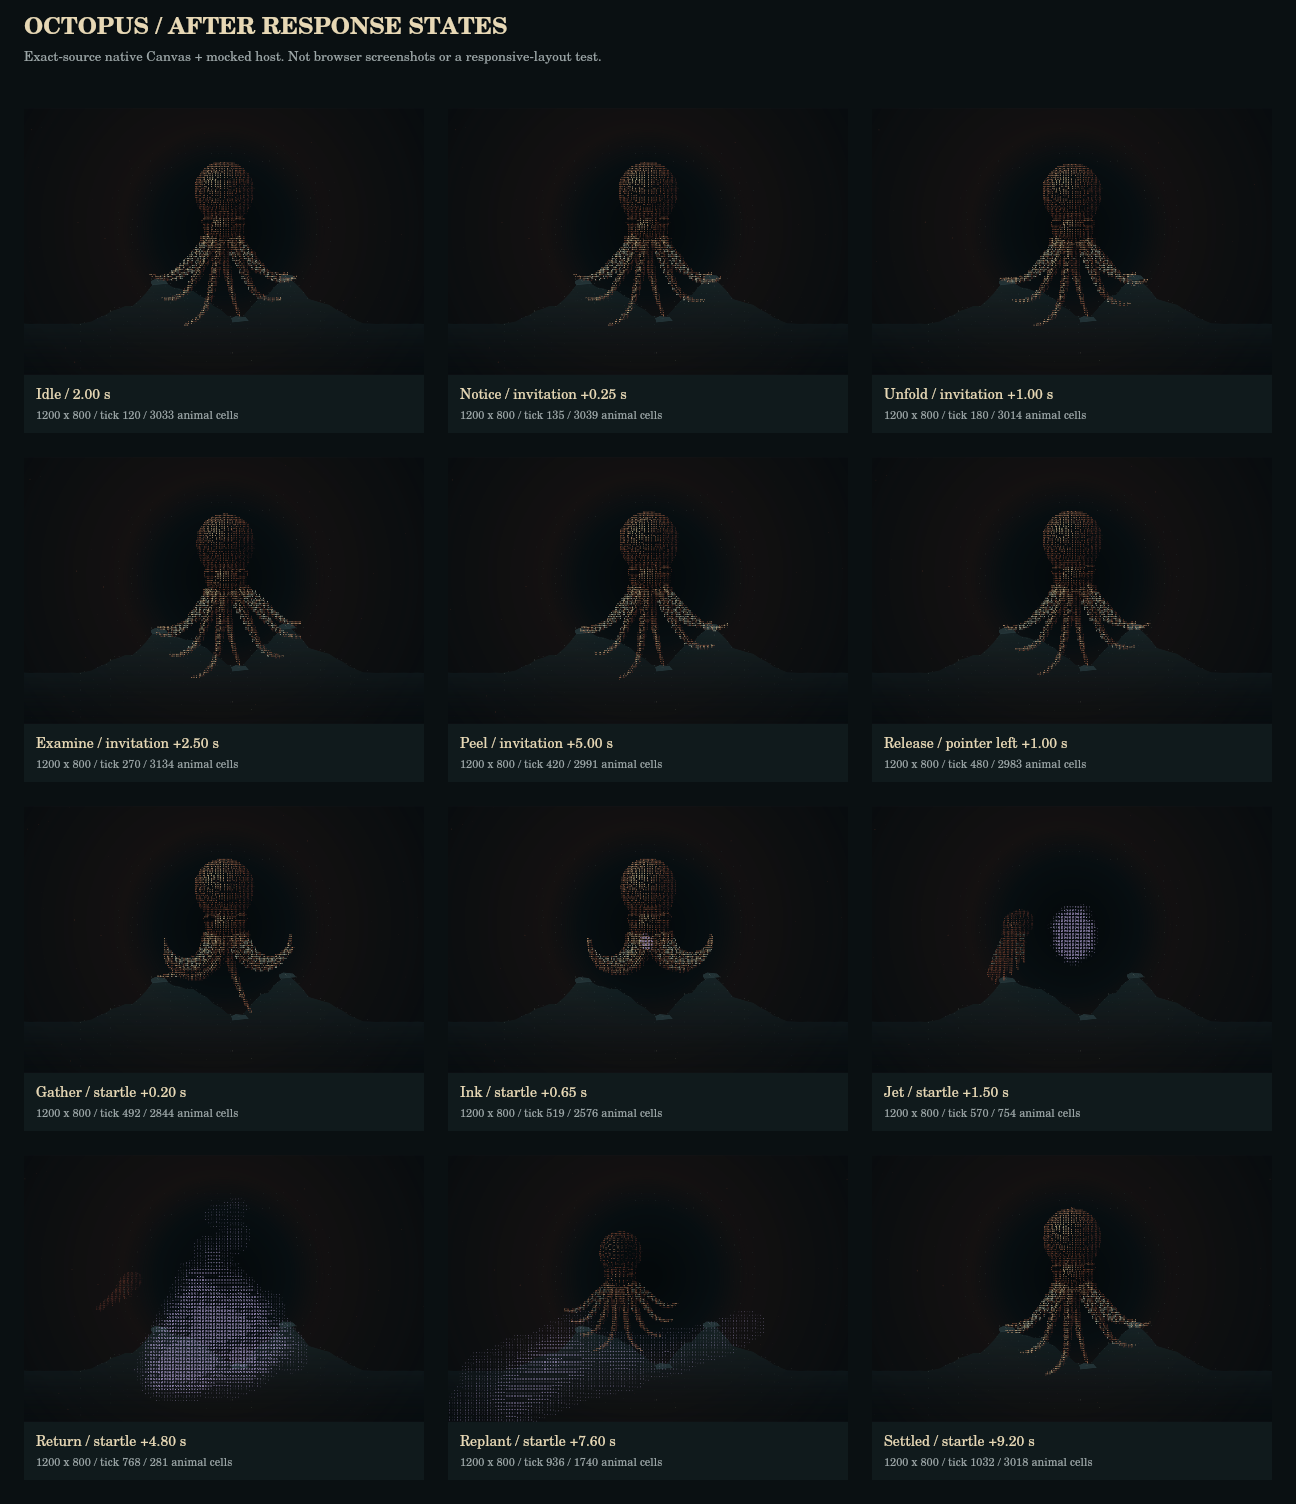 OCTOPUS / AFTER RESPONSE STATES
Exact-source native Canvas + mocked host. Not browser screenshots or a responsive-layout test.
Idle / 2.00 s
1200 x 800 / tick 120 / 3033 animal cells
Notice / invitation +0.25 s
1200 x 800 / tick 135 / 3039 animal cells
Unfold / invitation +1.00 s
1200 x 800 / tick 180 / 3014 animal cells
Examine / invitation +2.50 s
1200 x 800 / tick 270 / 3134 animal cells
Peel / invitation +5.00 s
1200 x 800 / tick 420 / 2991 animal cells
Release / pointer left +1.00 s
1200 x 800 / tick 480 / 2983 animal cells
Gather / startle +0.20 s
1200 x 800 / tick 492 / 2844 animal cells
Ink / startle +0.65 s
1200 x 800 / tick 519 / 2576 animal cells
Jet / startle +1.50 s
1200 x 800 / tick 570 / 754 animal cells
Return / startle +4.80 s
1200 x 800 / tick 768 / 281 animal cells
Replant / startle +7.60 s
1200 x 800 / tick 936 / 1740 animal cells
Settled / startle +9.20 s
1200 x 800 / tick 1032 / 3018 animal cells